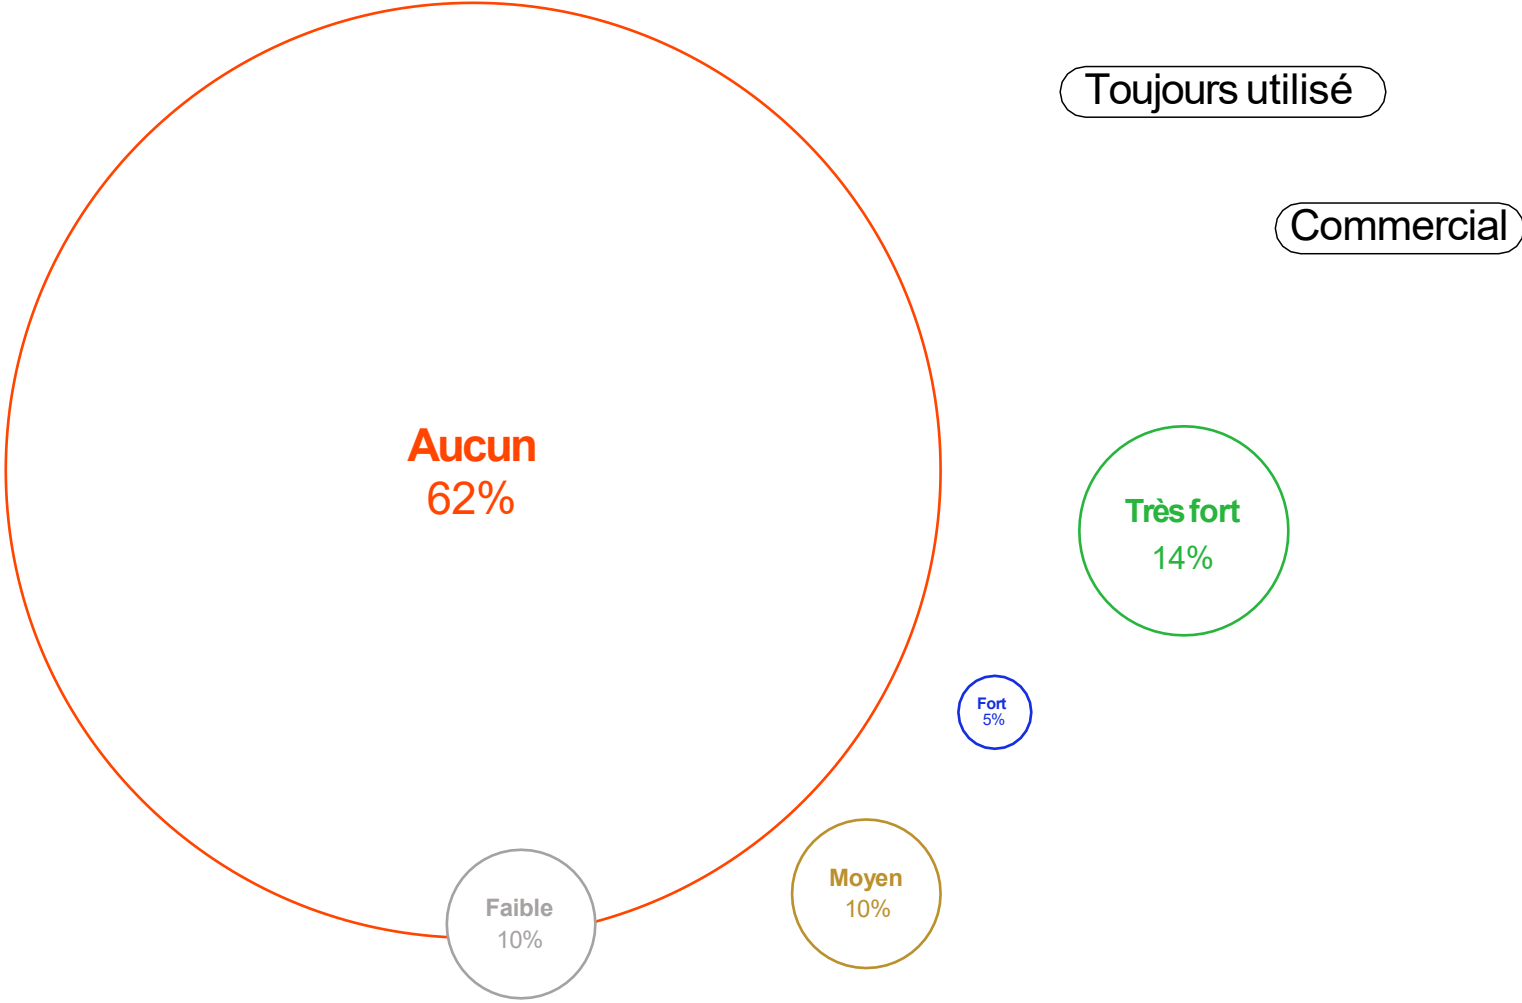 Toujours utilisé
Commercial
Aucun
62%
Très fort
14%
Fort
5%
Moyen
10%
Faible
10%